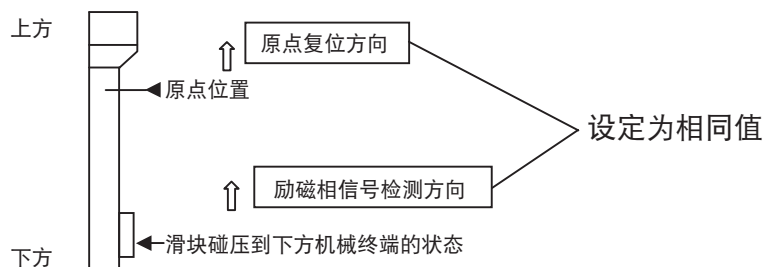 上方
原点复位方向
原点位置
设定为相同值
励磁相信号检测方向
滑块碰压到下方机械终端的状态
下方